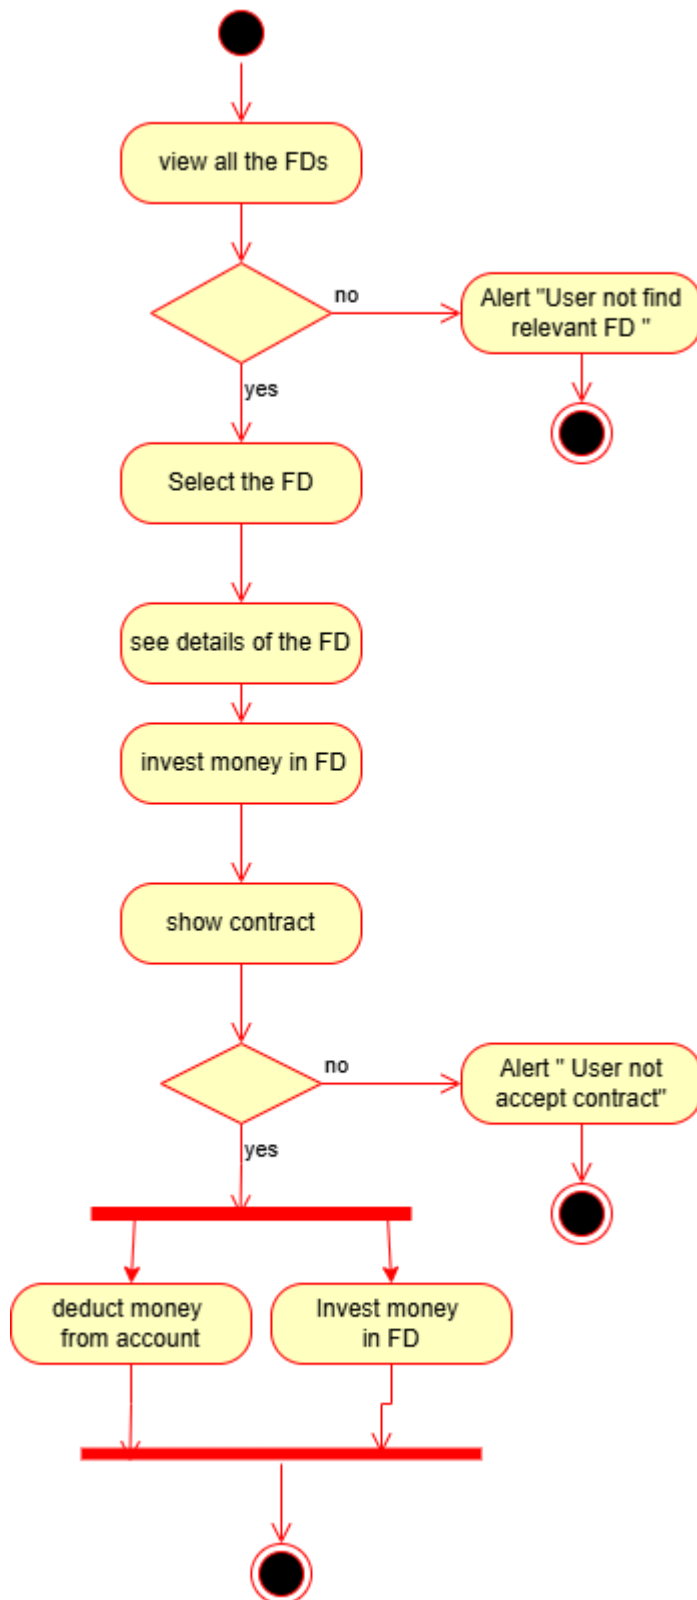 view all the FDs
no
Alert "User not find
relevant FD "
yes
Select the FD
see details of the FD
invest money in FD
show contract
no
Alert " User not
accept contract"
yes
deduct money
from account
Invest money
in FD